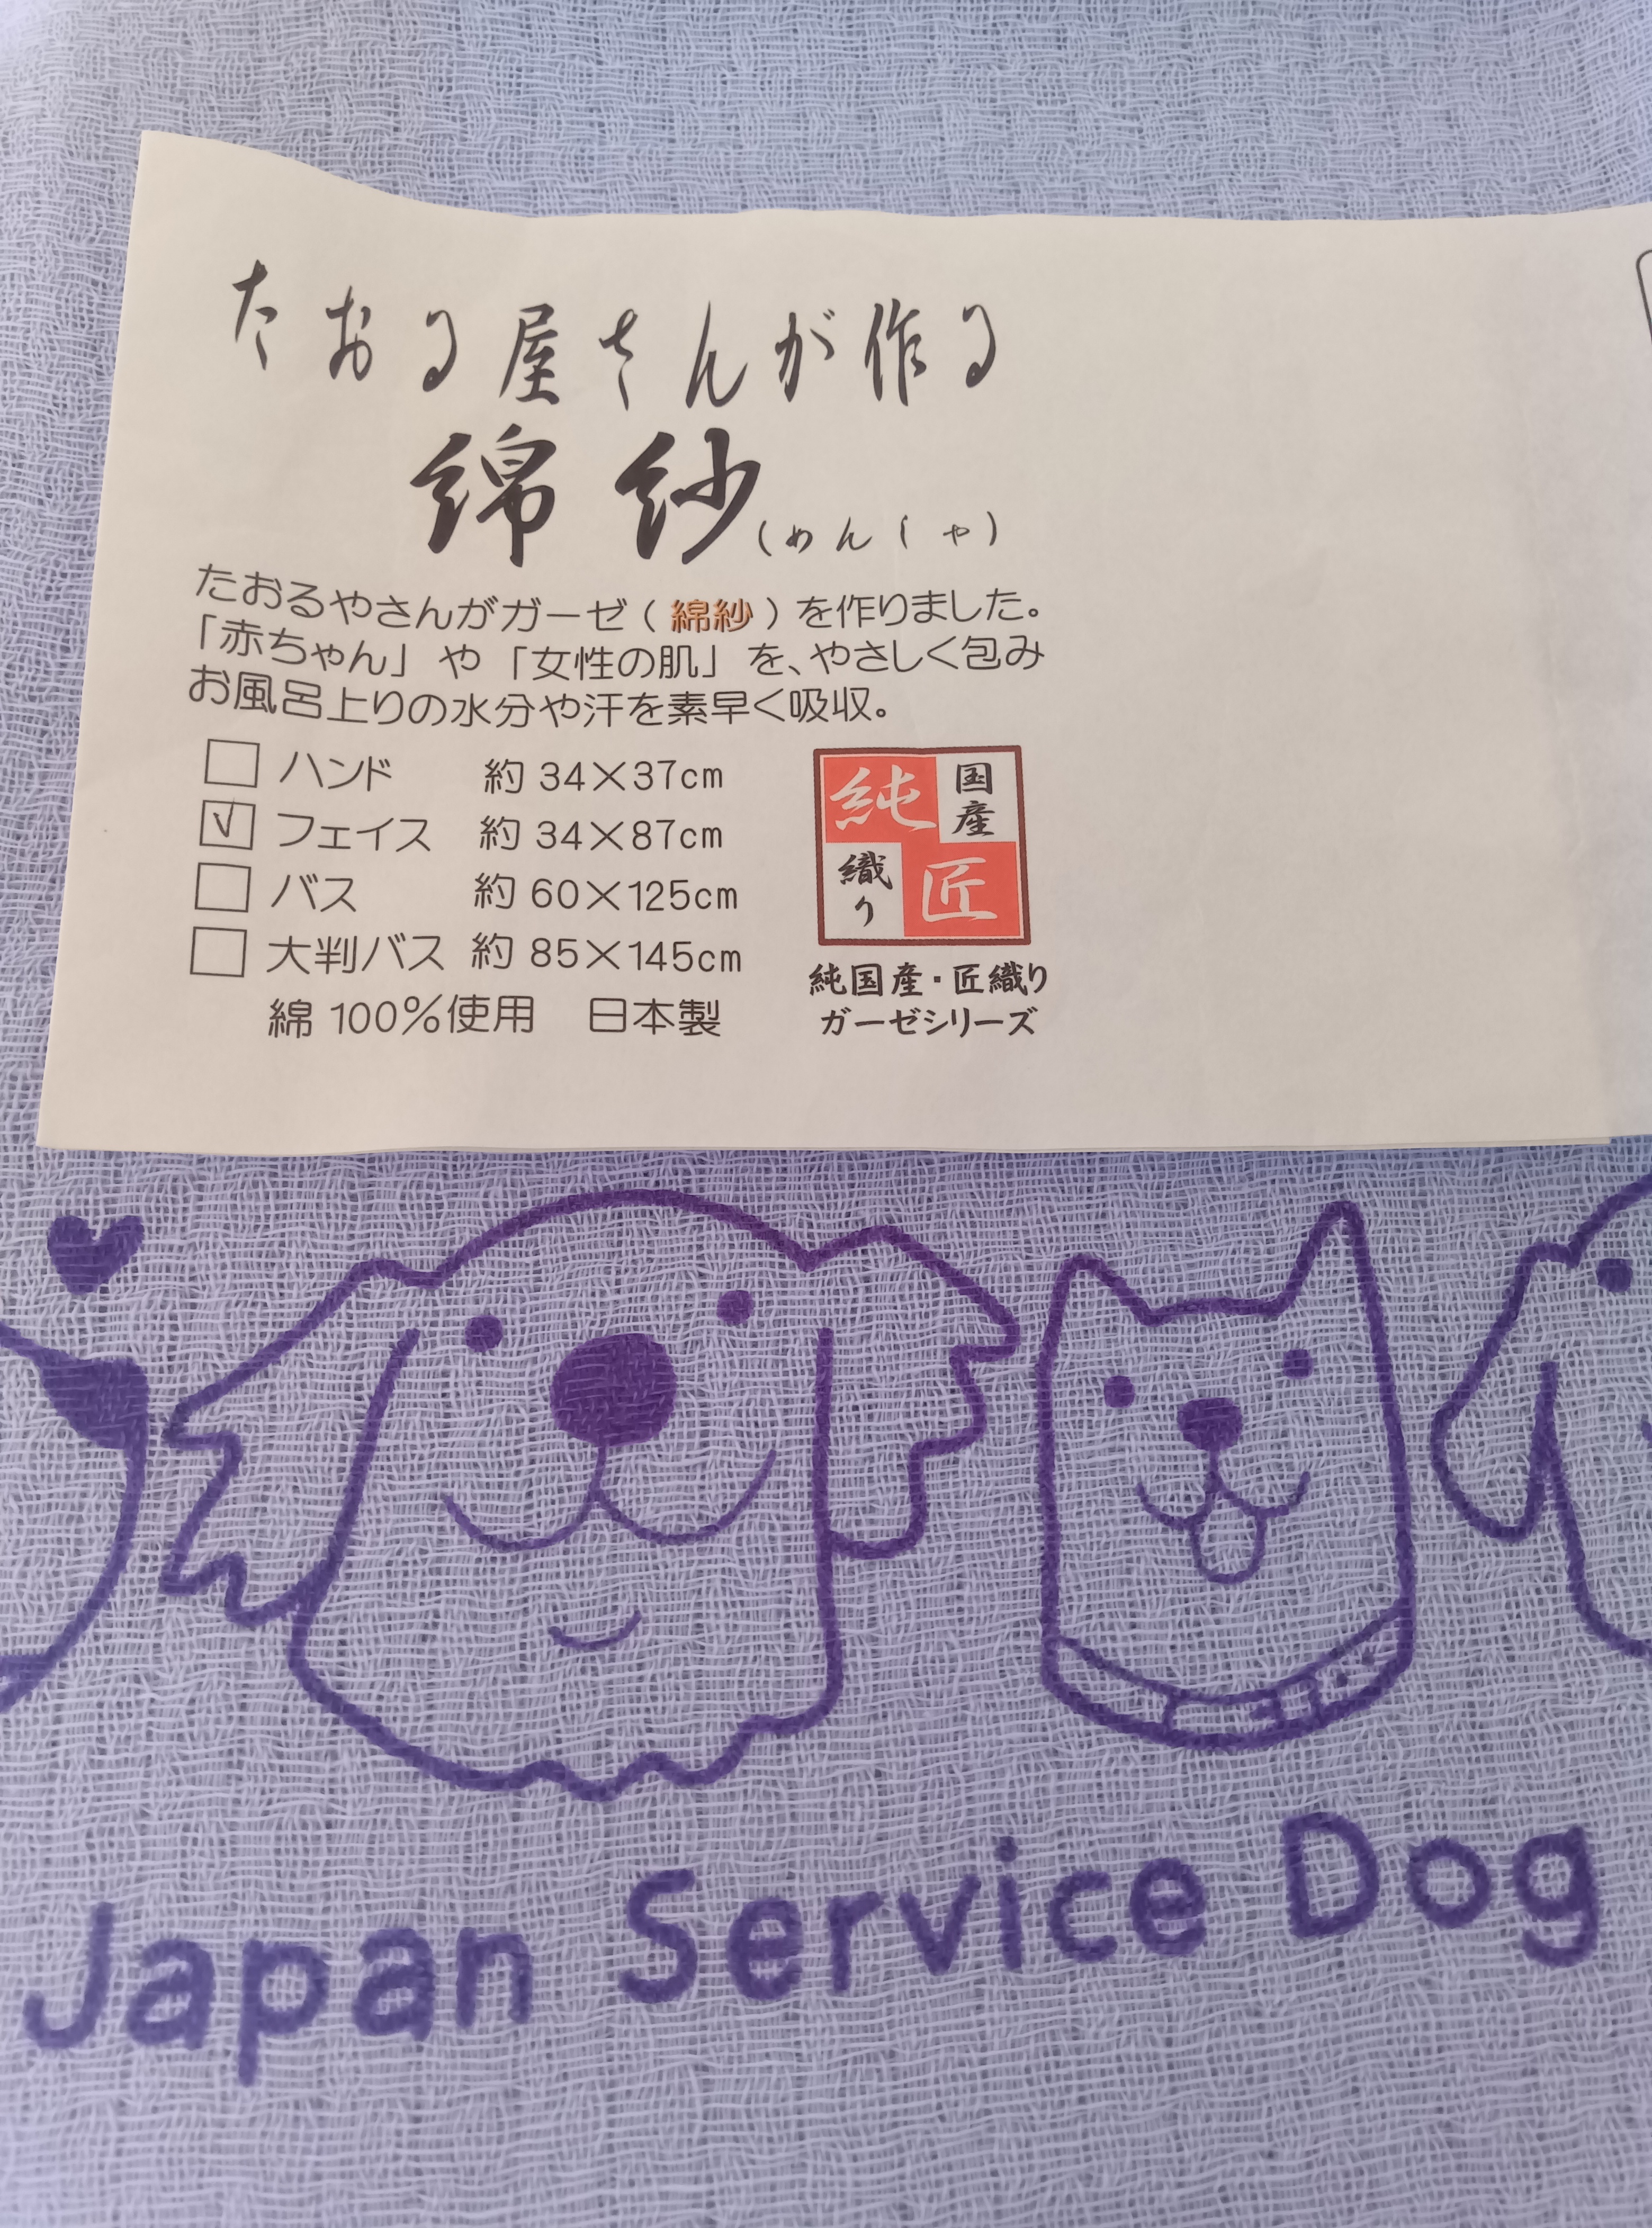 たおる屋さんが作る
綿紗(めんしゃ)
たおるやさんがガーゼ(綿紗)を作りました。
「赤ちゃん」や「女性の肌」を、やさしく包み
お風呂上りの水分や汗を素早く吸収。
ハンド 約34×37cm
フェイス 約34×87cm
バス 約60×125cm
大判バス 約85×145cm
綿100%使用 日本製
純国産
匠織り
純国産・匠織り
ガーゼシリーズ
Japan Service Dog